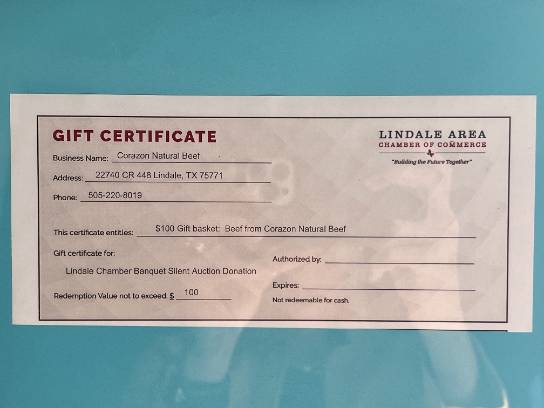 GIFT CERTIFICATE
LINDALE AREA
CHAMBER OF COMMERCE
"Building the Future Together"
Business Name: Corazon Natural Beef
Address: 22740 CR 448 Lindale, TX 75771
Phone: 505-220-8019
This certificate entities: $100 Gift basket: Beef from Corazon Natural Beef
Gift certificate for:
Authorized by:
Lindale Chamber Banquet Silent Auction Donation
Expires:
Redemption Value not to exceed $ 100
Not redeemable for cash.